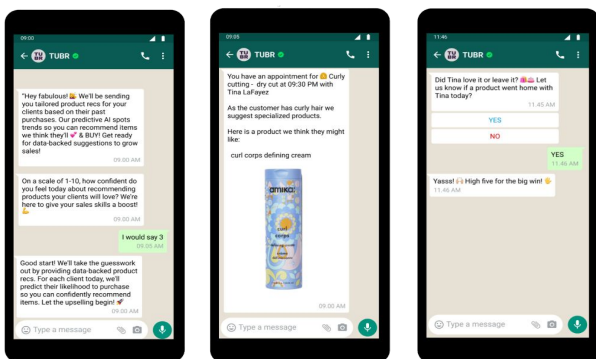 09:00
TUBR
"Hey fabulous! 🤩 We'll be sending
you tailored product recs for your
clients based on their past
purchases. Our predictive AI spots
trends so you can recommend items
we think they'll 💕 & BUY! Get ready
for data-backed suggestions to grow
sales!
09:00 AM
On a scale of 1-10, how confident do
you feel today about recommending
products your clients will love? We're
here to give your sales skills a boost!
💪
09:00 AM
I would say 3
09:00 AM
Good start! We'll take the guesswork
out by providing data-backed product
recs. For each client today, we'll
predict their likelihood to purchase
so you can confidently recommend
items. Let the upselling begin! 🚀
09:00 AM
Type a message
09:05
TUBR
You have an appointment for Curly
cutting - dry cut at 09:30 PM with
Tina LaFayez
As the customer has curly hair we
suggest specialized products.
Here is a product we think they might
like:
curl corps defining cream
amika:
curl
corps
09:00 AM
Type a message
11:46
TUBR
Did Tina love it or leave it? Let
us know if a product went home with
Tina today?
11.45 AM
YES
NO
YES
11.46 AM
Yasss! 🙌 High five for the big win! 🖐
11.46 AM
Type a message